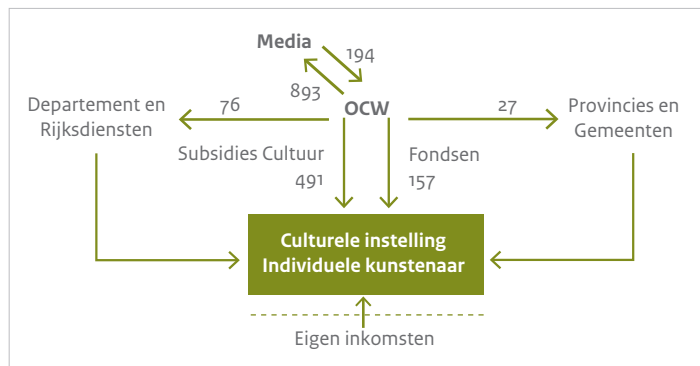 Media
194
893
OCW
Departement en
Rijksdiensten
76
27
Provincies en
Gemeenten
Subsidies Cultuur
491
Fondsen
157
Culturele instelling
Individuele kunstenaar
Eigen inkomsten